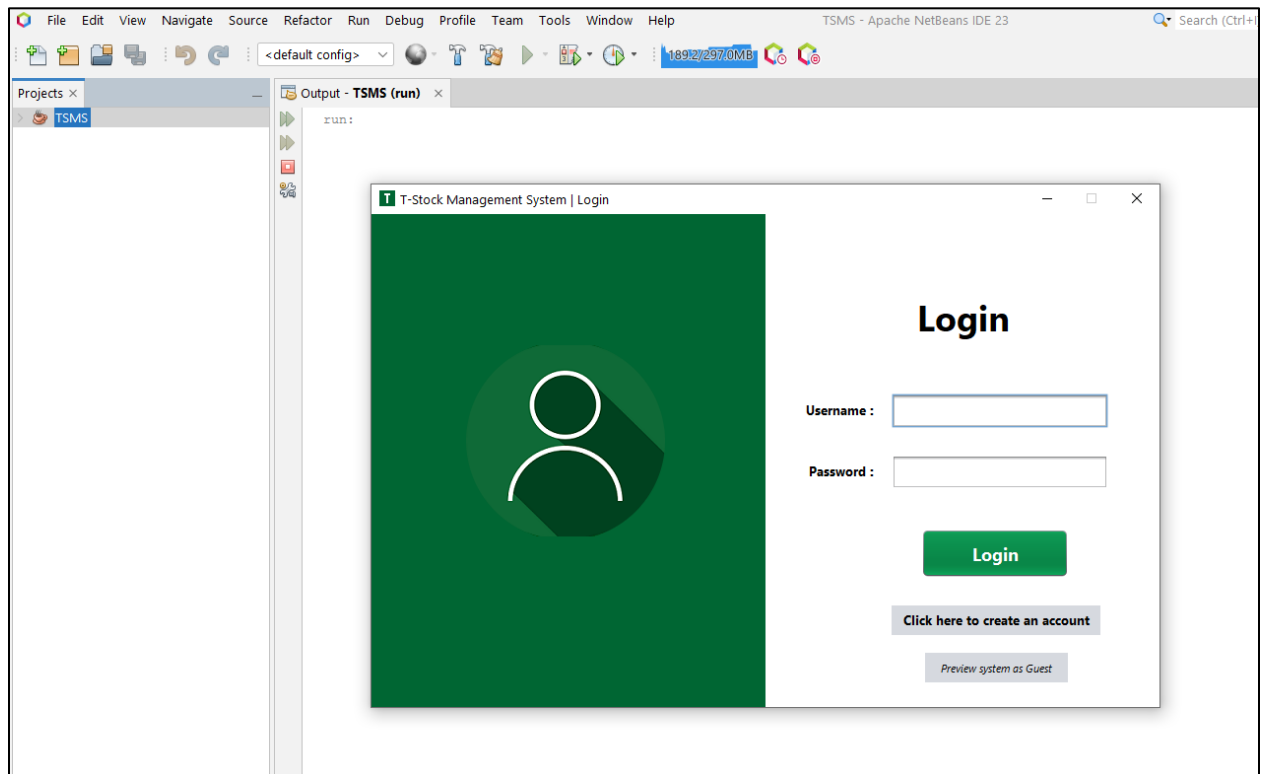 File Edit View Navigate Source Refactor Run Debug Profile Team Tools Window Help TSMS - Apache NetBeans IDE 23 Search (Ctrl+I
<default config> 189.2/297.0MB
Projects × Output - TSMS (run) ×
TSMS
run:
T T-Stock Management System | Login
Login
Username :
Password :
Login
Click here to create an account
Preview system as Guest